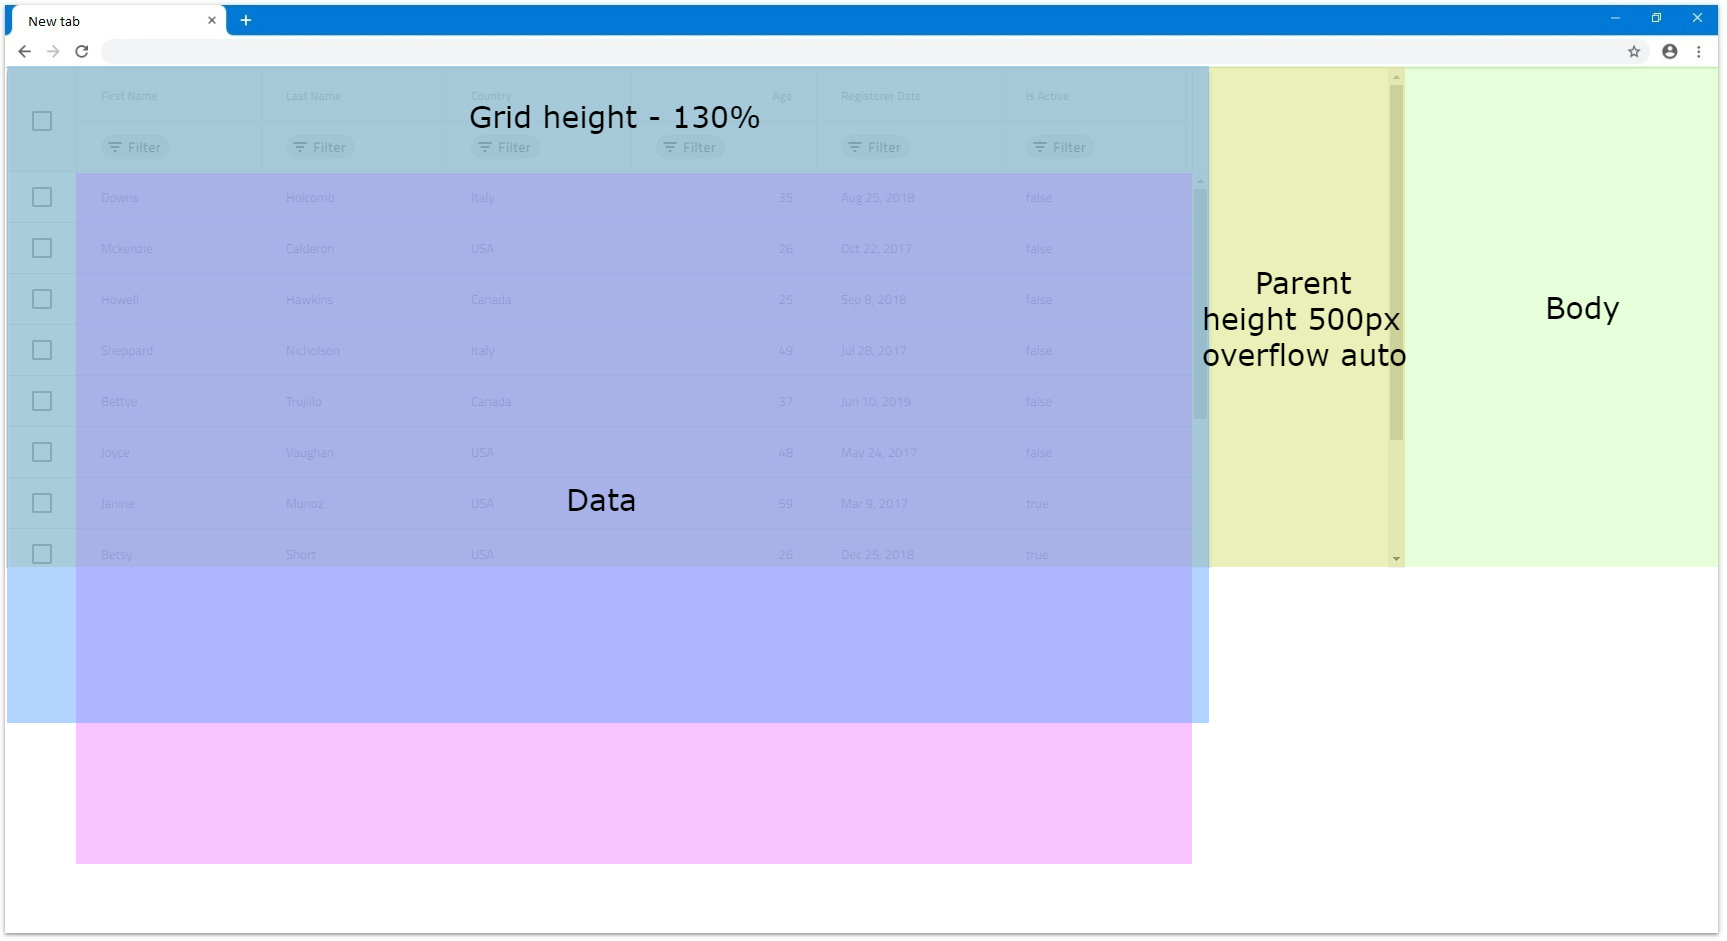 New tab
First Name Last Name Country Age Registerer Date Is Active
Grid height - 130%
Filter Filter Filter Filter Filter Filter
Downs Holcomb Italy 35 Aug 25, 2018 false
Mckenzie Calderon USA 26 Oct 22, 2017 false
Howell Hawkins Canada 25 Sep 8, 2018 false
Parent
height 500px
overflow auto
Body
Sheppard Nicholson Italy 49 Jul 28, 2017 false
Bettye Trujillo Canada 37 Jun 10, 2019 false
Joyce Vaughan USA 48 May 24, 2017 false
Janine Munoz USA 59 Mar 9, 2017 true
Data
Betsy Short USA 26 Dec 25, 2018 true